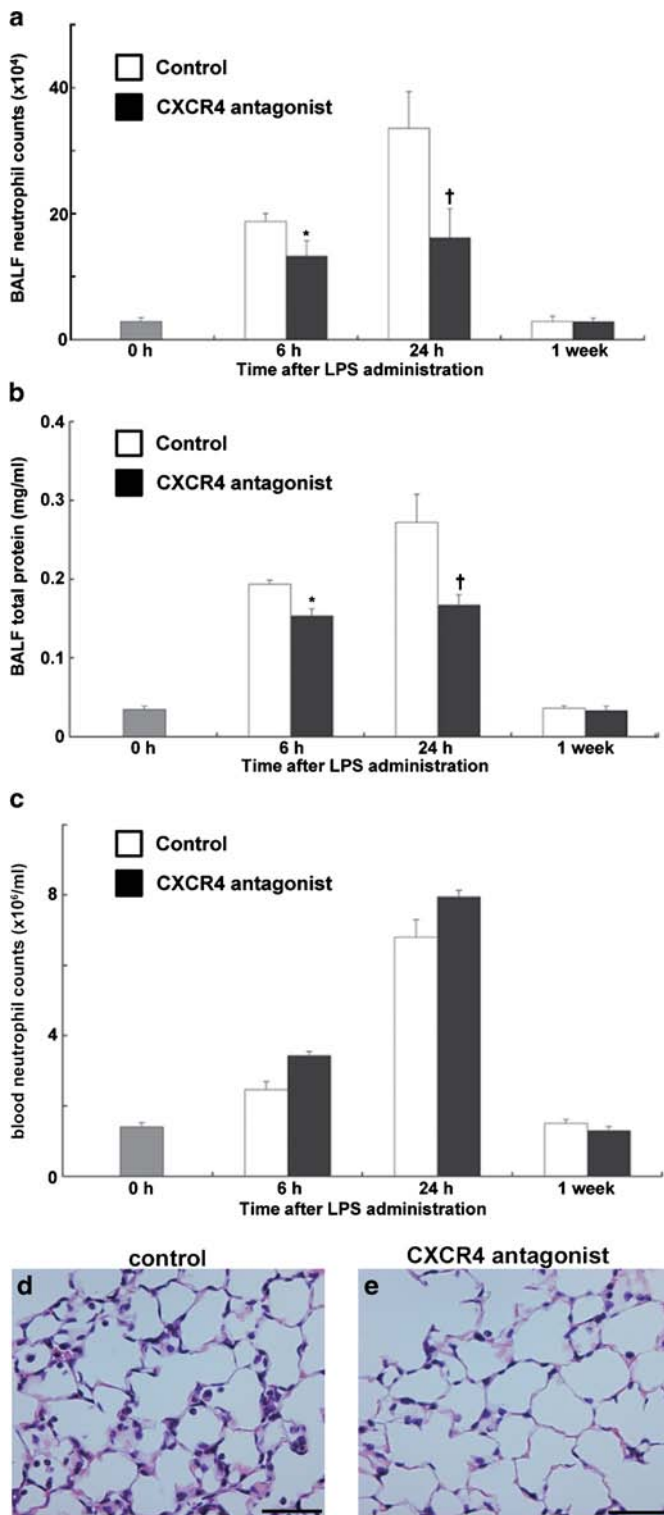 a
BALF neutrophil counts (x10⁴)
40
20
0
Control
CXCR4 antagonist
*
†
0 h 6 h 24 h 1 week
Time after LPS administration
b
BALF total protein (mg/ml)
0.4
0.3
0.2
0.1
0
Control
CXCR4 antagonist
*
†
0 h 6 h 24 h 1 week
Time after LPS administration
c
8
4
0
Control
CXCR4 antagonist
blood neutrophil counts
0 h 6 h 24 h 1 week
Time after LPS administration
control CXCR4 antagonist
d e